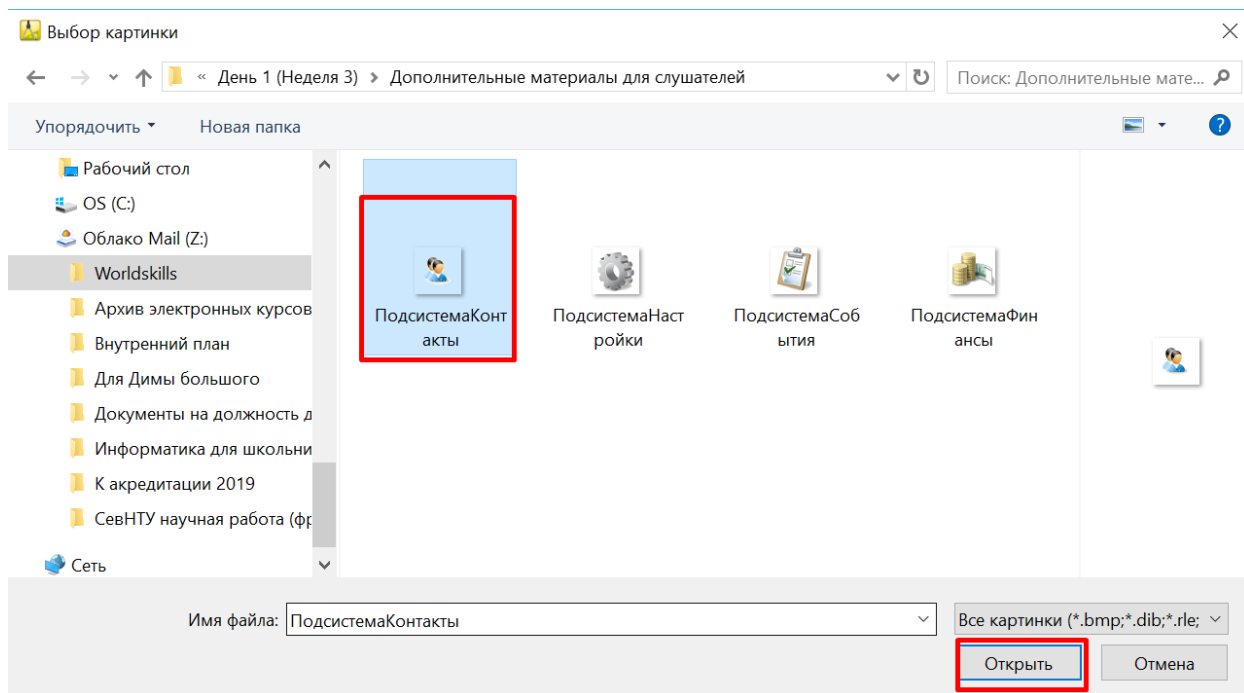 Выбор картинки
« День 1 (Неделя 3) > Дополнительные материалы для слушателей
Поиск: Дополнительные мате...
Упорядочить
Новая папка
?
Рабочий стол
OS (C:)
Облако Mail (Z:)
Worldskills
Архив электронных курсов
Внутренний план
Для Димы большого
Документы на должность д
Информатика для школьни
К акредитации 2019
СевНТУ научная работа (фр
Сеть
ПодсистемаКонт
акты
ПодсистемаНаст
ройки
ПодсистемаСоб
ытия
ПодсистемаФин
ансы
Имя файла: ПодсистемаКонтакты
Все картинки (*.bmp;*.dib;*.rle;
Открыть
Отмена